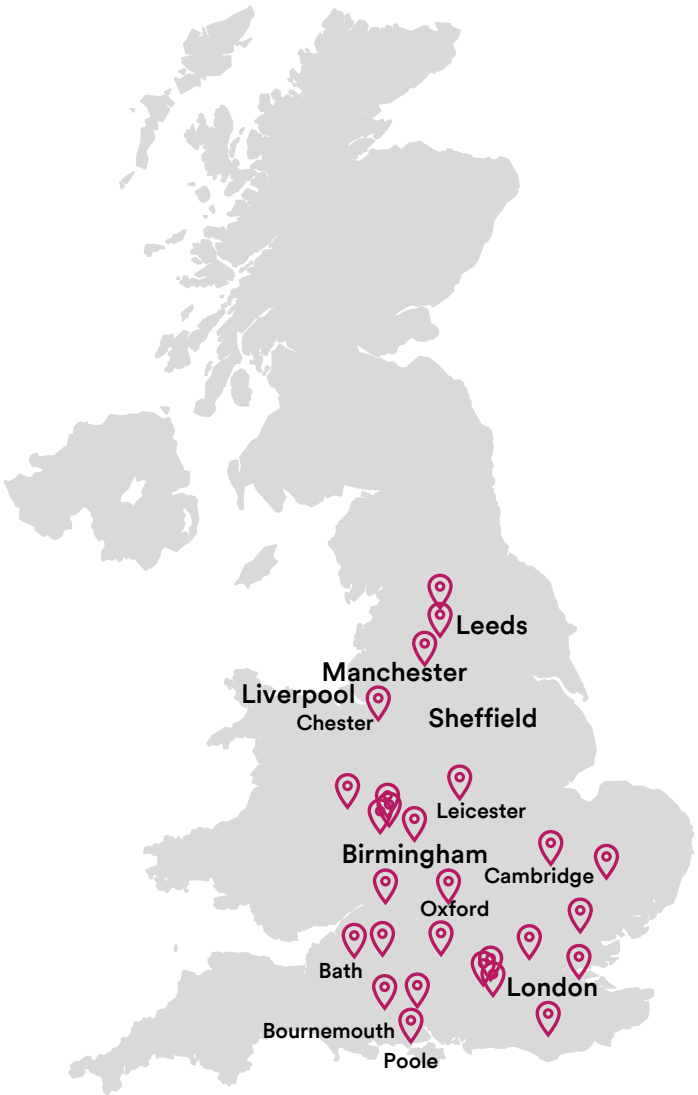 Leeds
Manchester
Liverpool
Chester
Sheffield
Leicester
Birmingham
Cambridge
Oxford
Bath
London
Bournemouth
Poole